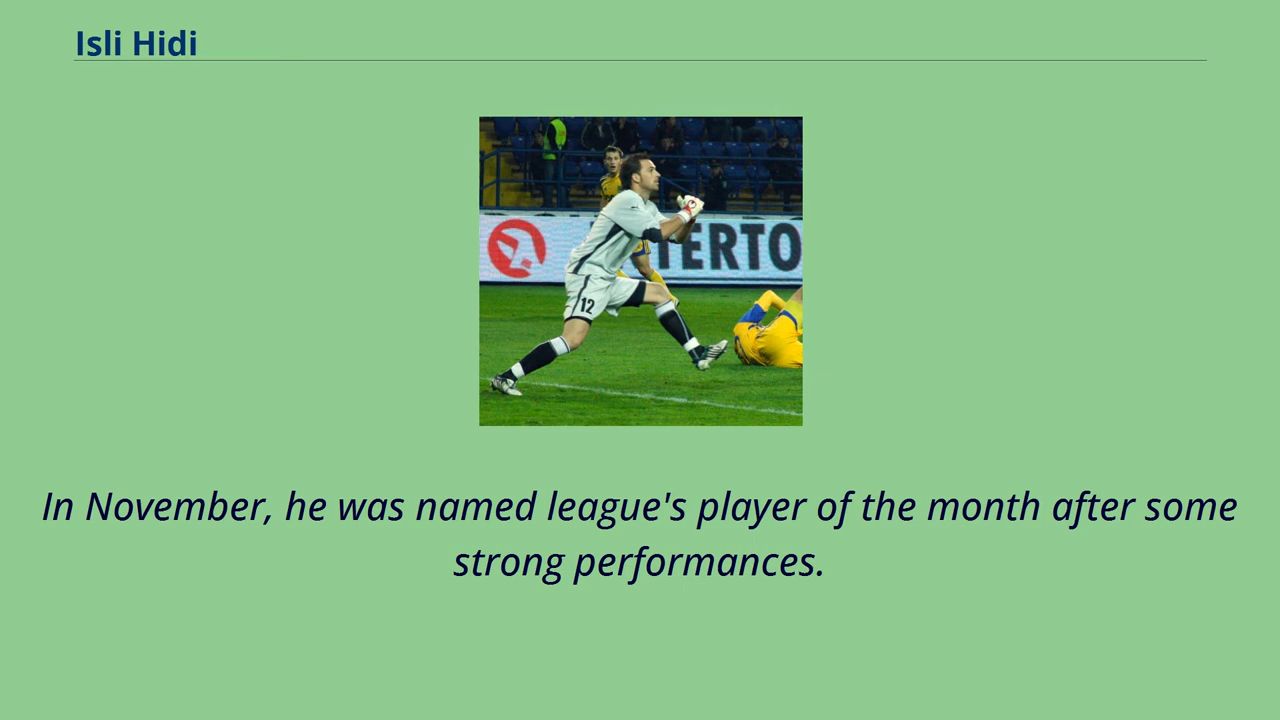 Isli Hidi
TERTO
12
In November, he was named league's player of the month after some
strong performances.